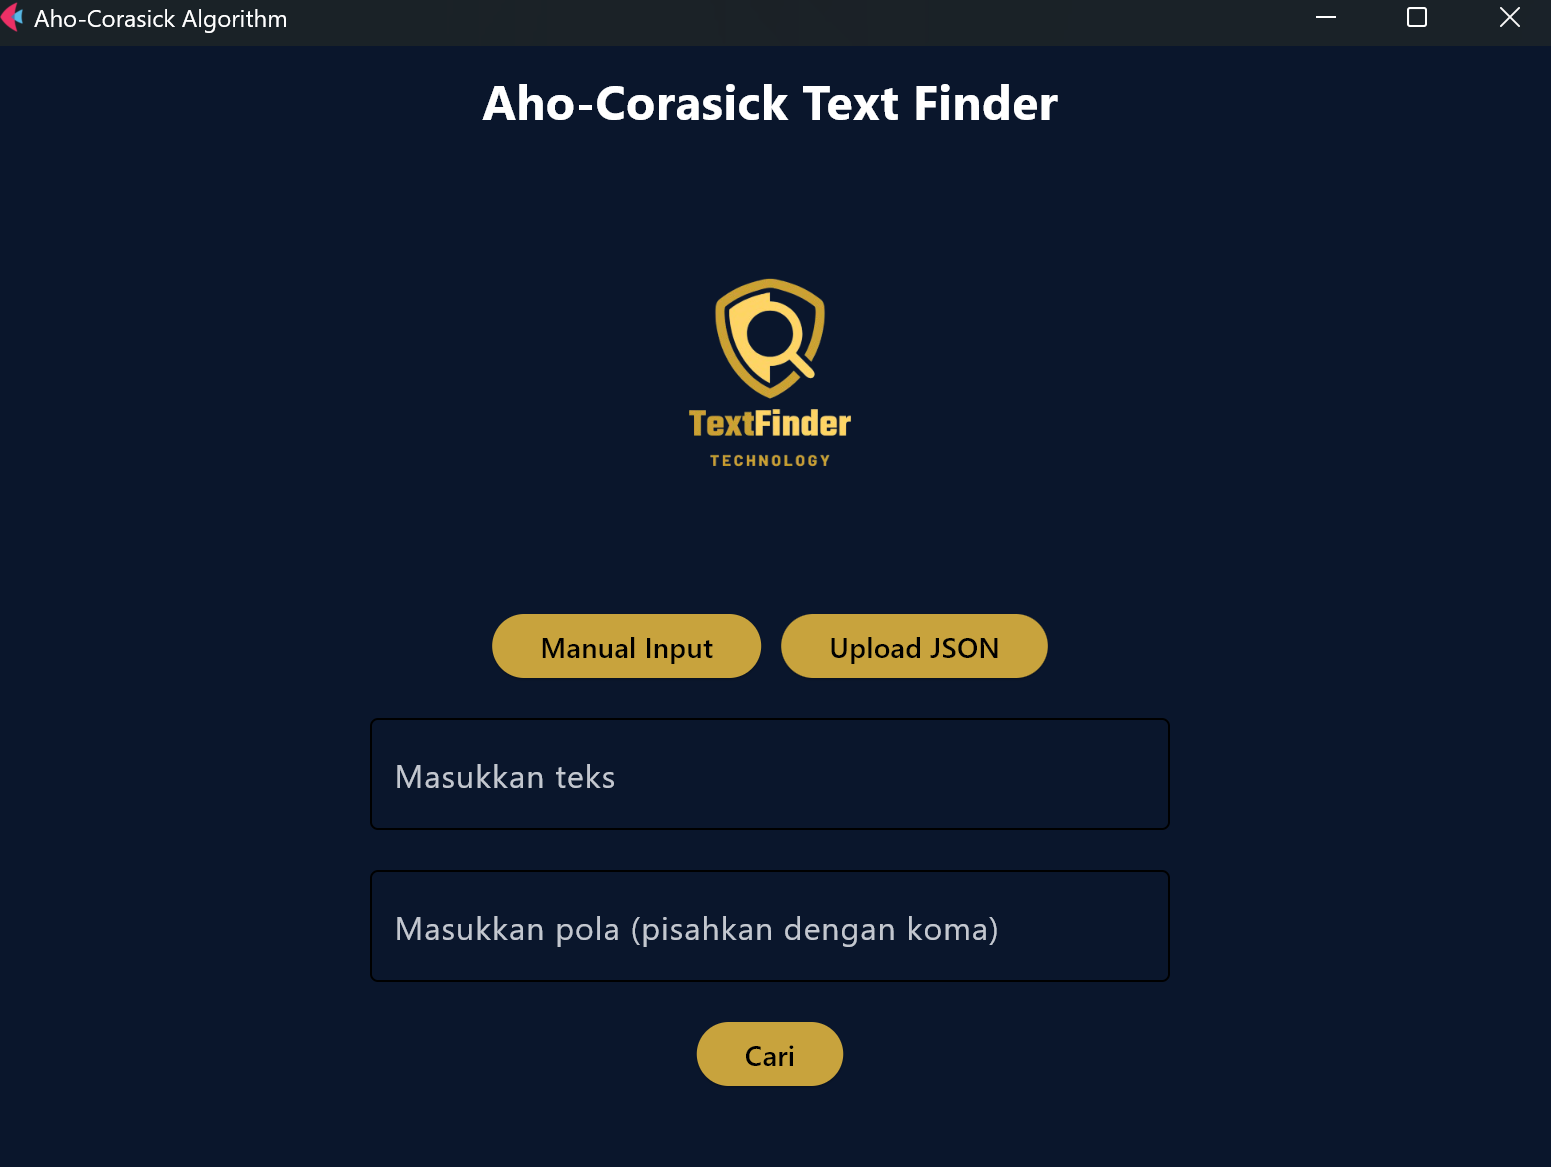 Aho-Corasick Algorithm
Aho-Corasick Text Finder
TextFinder
TECHNOLOGY
Manual Input Upload JSON
Masukkan teks
Masukkan pola (pisahkan dengan koma)
Cari